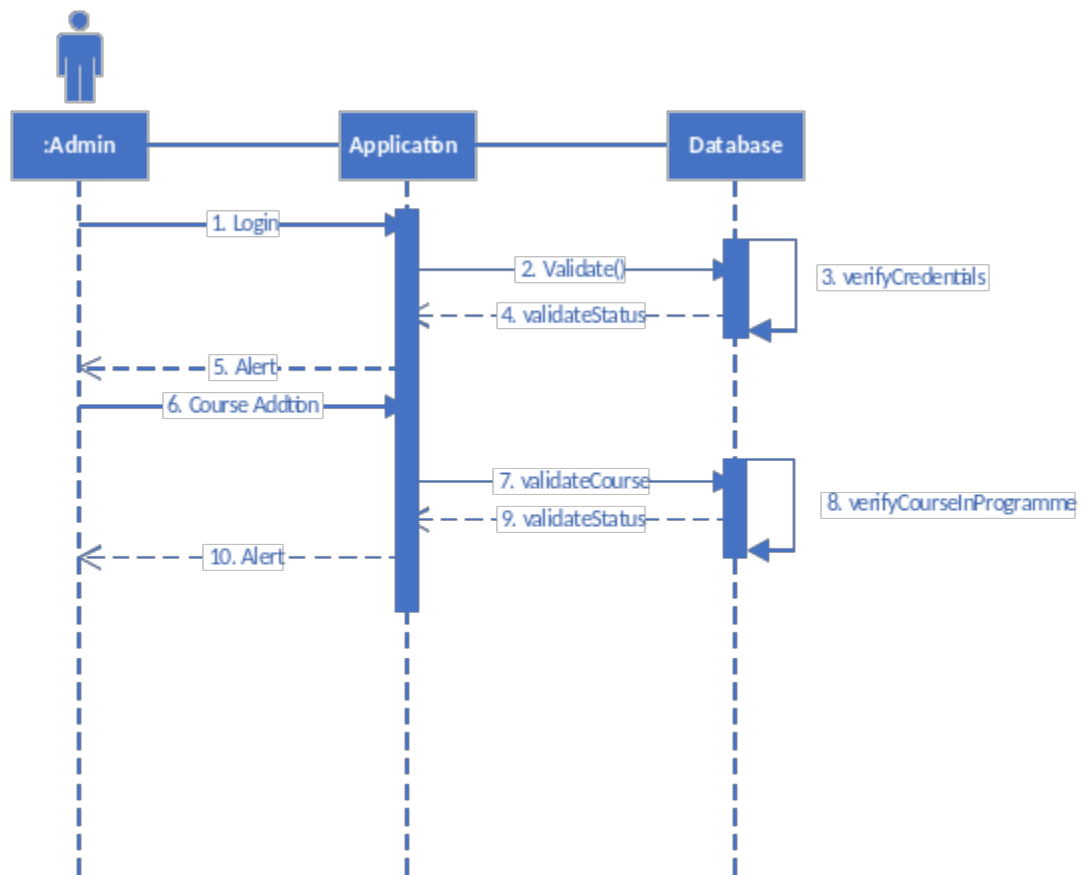 :Admin
Application
Database
1. Login
2. Validate()
3. verifyCredentials
4. validateStatus
5. Alert
6. Course Addtion
7. validateCourse
8. verifyCourseInProgramme
9. validateStatus
10. Alert